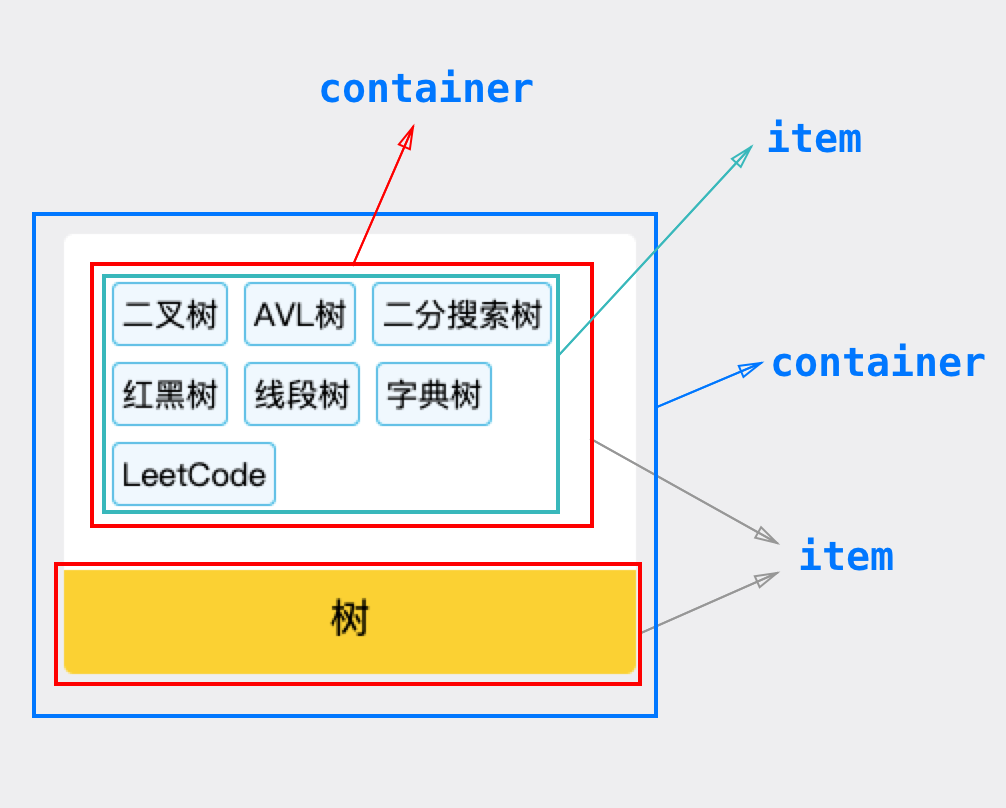 container
item
二叉树 AVL树 二分搜索树
container
红黑树 线段树 字典树
LeetCode
item
树